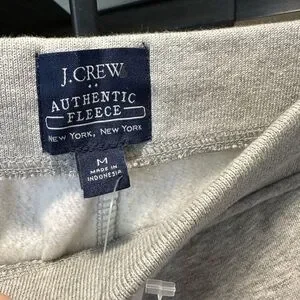 J.CREW
AUTHENTIC
FLEECE
NEW YORK, NEW YORK
M
MADE IN
INDONESIA